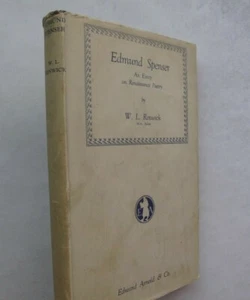 Edmund Spenser
An Essay
on Renaissance Poetry
by
W. L. Renwick
Edward Arnold & Co.